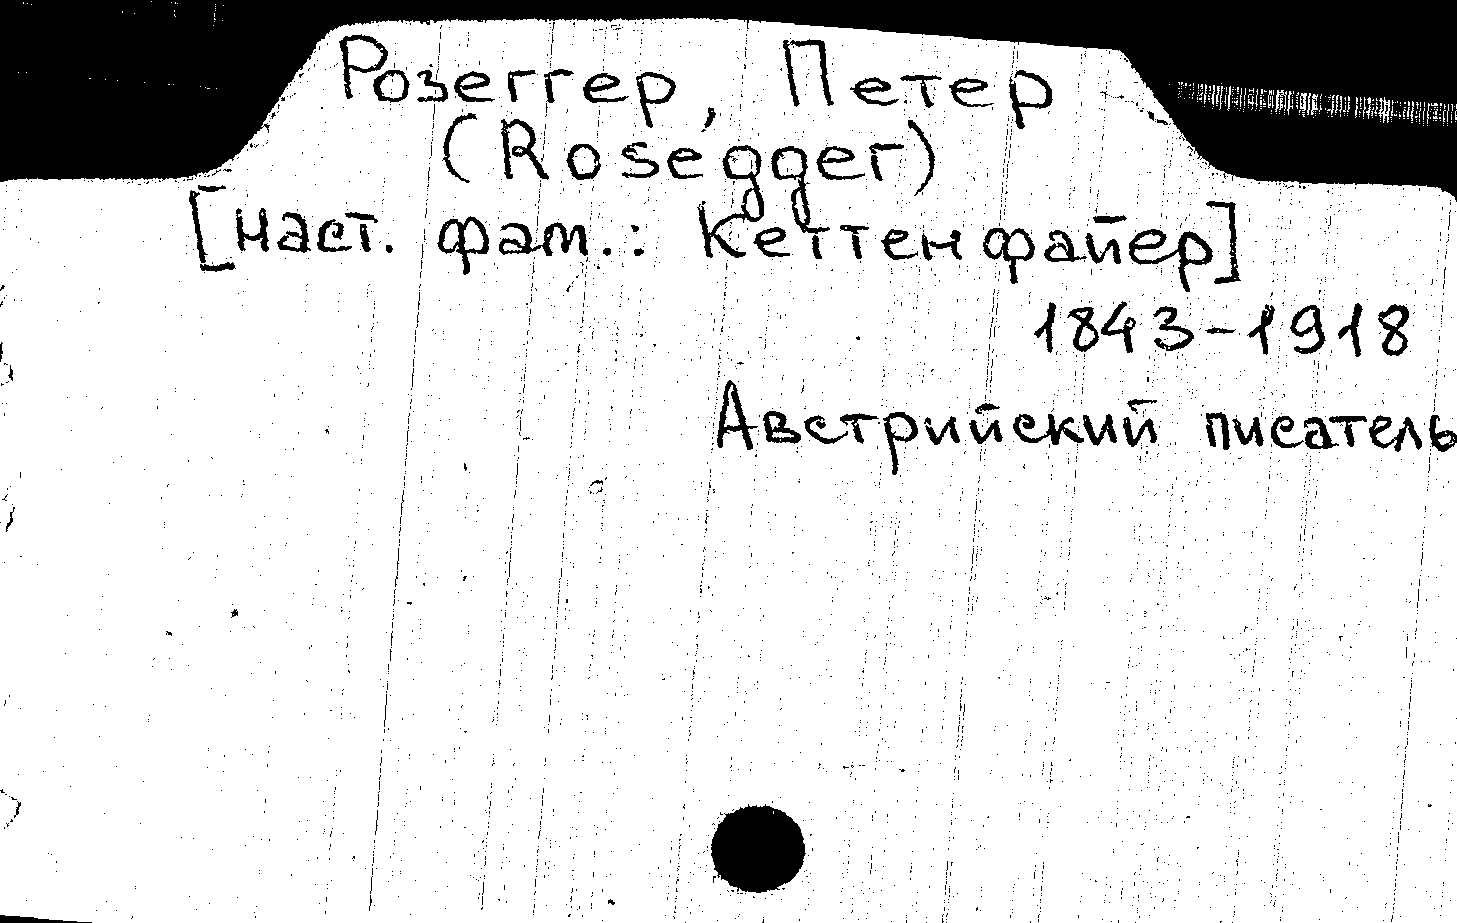 Розеггер, Петер
(Rosegger)
[наст. фам.: Кеттенфайер]
1843-1918
Австрийский писатель